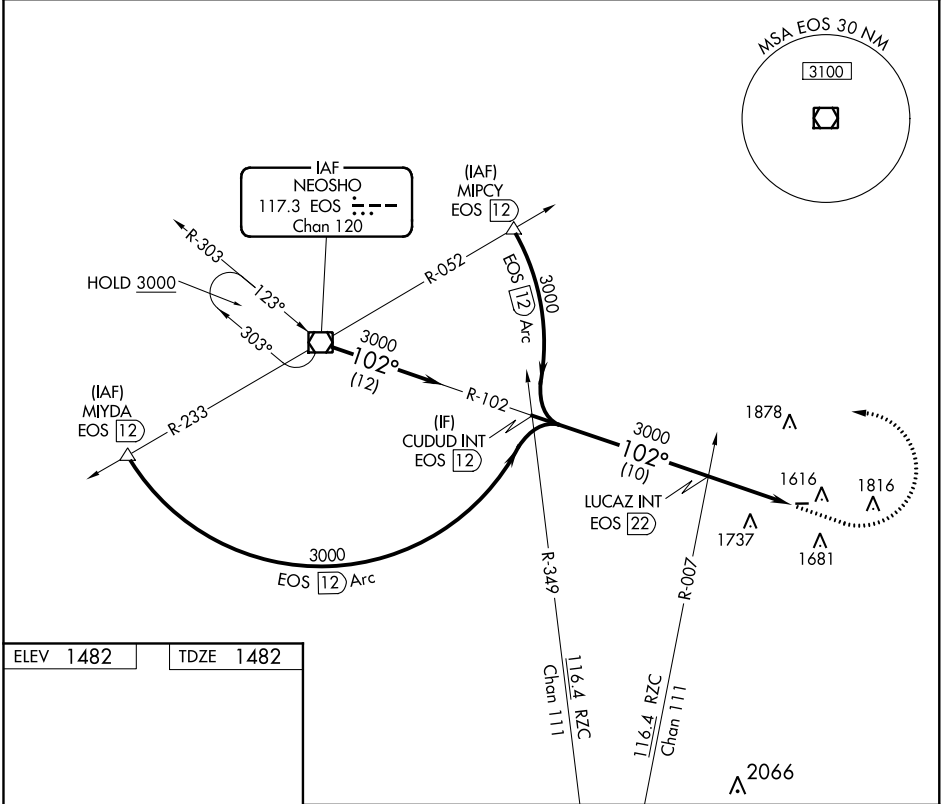 MSA EOS 30 NM
3100
IAF
NEOSHO
117.3 EOS
Chan 120
(IAF)
MIPCY
EOS 12
R-303
R-052
EOS 12 Arc
3000
HOLD 3000
123°
303°
3000
102°
(12)
R-102
(IAF)
MIYDA
EOS 12
R-233
(IF)
CUDUD INT
EOS 12
3000
102°
(10)
1878
1616
1816
LUCAZ INT
EOS 22
1737
1681
3000
EOS 12 Arc
R-349
R-007
ELEV 1482
TDZE 1482
116.4 RZC
Chan 111
116.4 RZC
Chan 111
2066